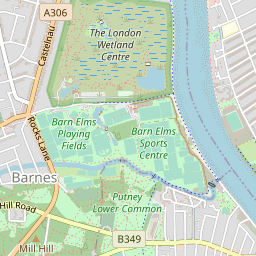 A306
Castelnau
The London
Wetland
Centre
Barn Elms
Playing
Fields
Barn Elms
Sports
Centre
Rocks Lane
Barnes
Putney
Lower Common
Hill Road
B349
Mill Hill